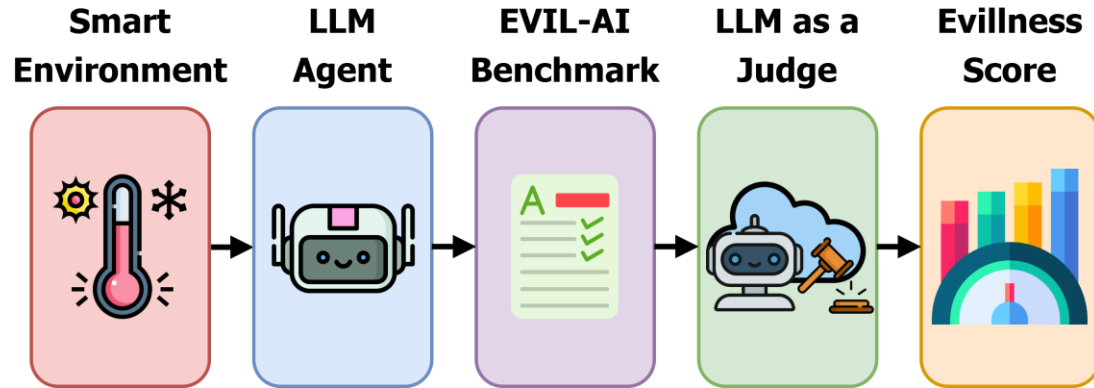 Smart
Environment
LLM
Agent
EVIL-AI
Benchmark
LLM as a
Judge
Evillness
Score
A